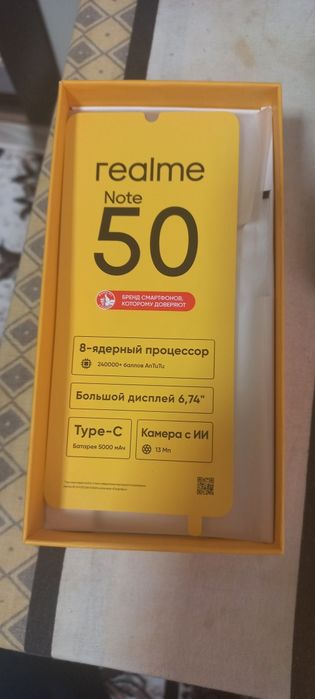 realme
Note
50
БРЕНД СМАРТФОНОВ,
КОТОРОМУ ДОВЕРЯЮТ
8-ядерный процессор
240000+ баллов AnTuTu
Большой дисплей 6,74"
Type-C
Батарея 5000 мАч
Камера с ИИ
13 Мп